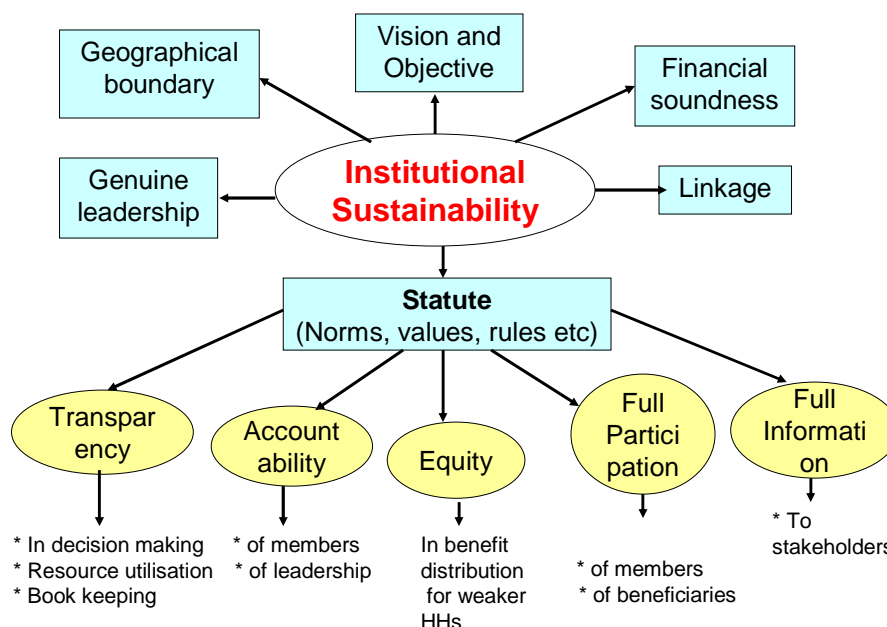 Geographical
boundary
Vision and
Objective
Financial
soundness
Genuine
leadership
Institutional
Sustainability
Linkage
Statute
(Norms, values, rules etc)
Transpar
ency
Account
ability
Equity
Full
Partici
pation
Full
Informati
on
* In decision making
* Resource utilisation
* Book keeping
* of members
* of leadership
In benefit
distribution
for weaker
HHs
* of members
* of beneficiaries
* To
stakeholders